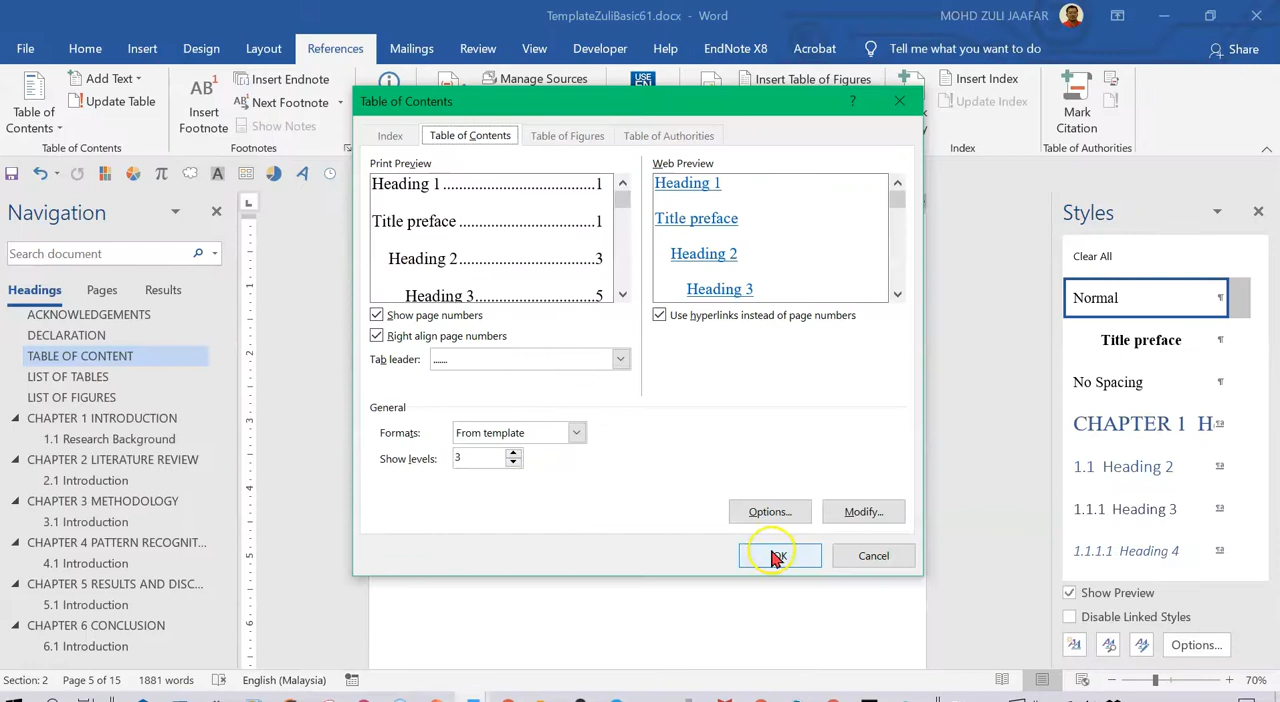 TemplateZuliBasic61.docx - Word
MOHD ZULI JAAFAR
File Home Insert Design Layout References Mailings Review View Developer Help EndNote X8 Acrobat Tell me what you want to do Share
Table of Contents
Add Text
Update Table
Table of Contents
AB¹
Insert Footnote
Insert Endnote
Next Footnote
Show Notes
Footnotes
Manage Sources
Insert Table of Figures
Insert Index
Update Index
Index
Mark Citation
Table of Authorities
Navigation
Search document
Headings Pages Results
ACKNOWLEDGEMENTS
DECLARATION
TABLE OF CONTENT
LIST OF TABLES
LIST OF FIGURES
CHAPTER 1 INTRODUCTION
1.1 Research Background
CHAPTER 2 LITERATURE REVIEW
2.1 Introduction
CHAPTER 3 METHODOLOGY
3.1 Introduction
CHAPTER 4 PATTERN RECOGNIT...
4.1 Introduction
CHAPTER 5 RESULTS AND DISC...
5.1 Introduction
CHAPTER 6 CONCLUSION
6.1 Introduction
Table of Contents
Index Table of Contents Table of Figures Table of Authorities
Print Preview
Heading 1....................................1
Title preface.................................1
Heading 2................................3
Heading 3............................5
Show page numbers
Right align page numbers
Tab leader: .......
Web Preview
Heading 1
Title preface
Heading 2
Heading 3
Use hyperlinks instead of page numbers
General
Formats: From template
Show levels: 3
Options... Modify...
OK Cancel
Styles
Clear All
Normal
Title preface
No Spacing
CHAPTER 1 H
1.1 Heading 2
1.1.1 Heading 3
1.1.1.1 Heading 4
Show Preview
Disable Linked Styles
Options...
Section: 2 Page 5 of 15 1881 words English (Malaysia) 70%